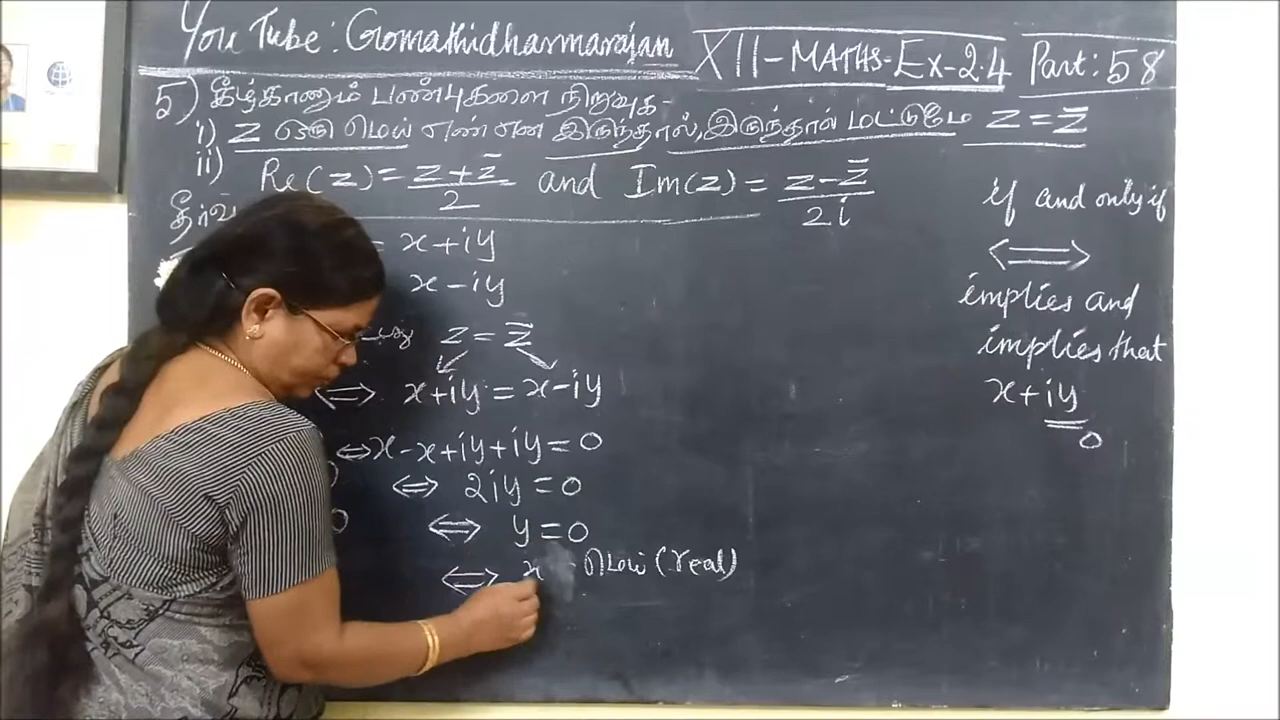 YouTube: Gomathidharmarajan XII-MATHS-Ex-2.4 Part: 58
5) கீழ்காணும் பண்புகளை நிறுவுக-
i) Z ஒரு மெய் எண் என இருந்தால், இருந்தால் மட்டுமே z = z̄
ii) Re(z) = z + z̄ / 2 and Im(z) = z - z̄ / 2i
தீர்வு
= x + iy
x - iy
z = z̄
⇔ x + iy = x - iy
⇔ x - x + iy + iy = 0
⇔ 2iy = 0
⇔ y = 0
⇔ x மெய் (real)
if and only if
⇔
implies and
implies that
x + iy
0